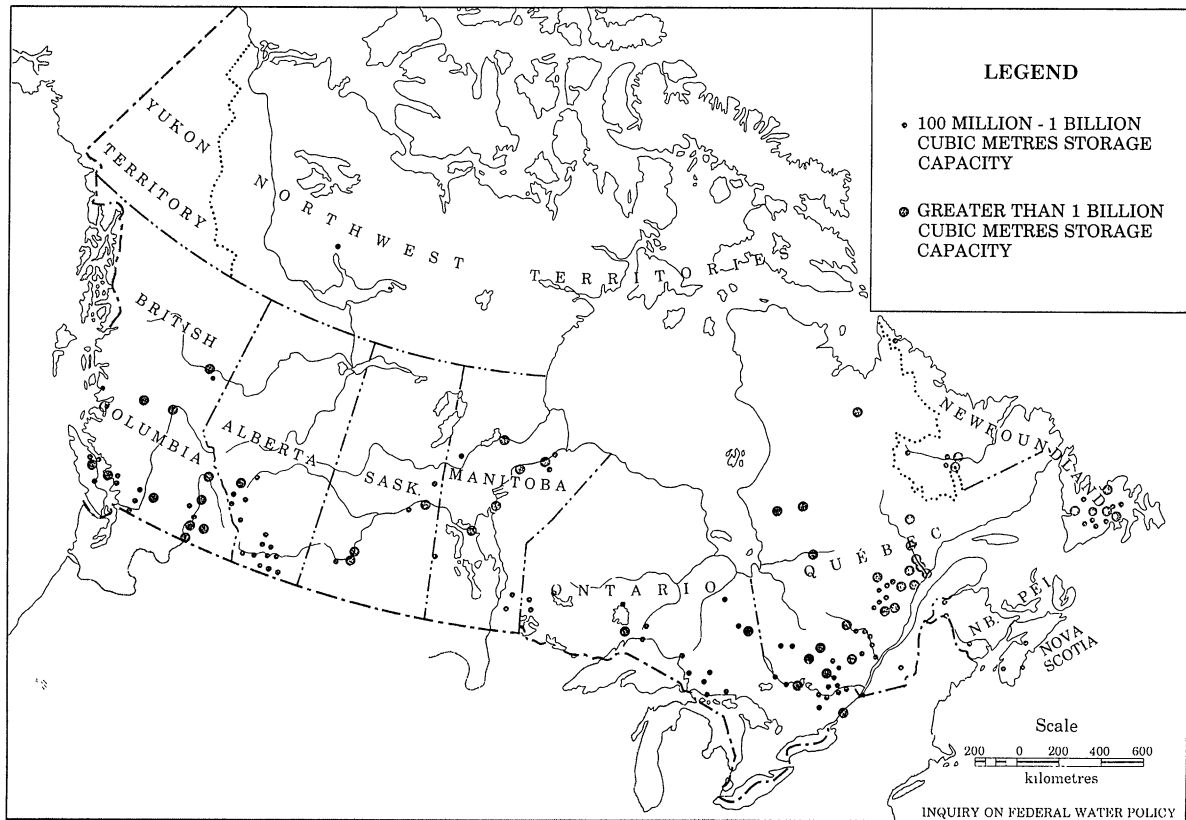 LEGEND
100 MILLION - 1 BILLION
CUBIC METRES STORAGE
CAPACITY
GREATER THAN 1 BILLION
CUBIC METRES STORAGE
CAPACITY
YUKON
TERRITORY
NORTHWEST TERRITORIES
BRITISH
COLUMBIA
ALBERTA
SASK.
MANITOBA
ONTARIO
QUÉBEC
NEWFOUNDLAND
N.B.
P.E.I
NOVA
SCOTIA
Scale
200 0 200 400 600
kilometres
INQUIRY ON FEDERAL WATER POLICY